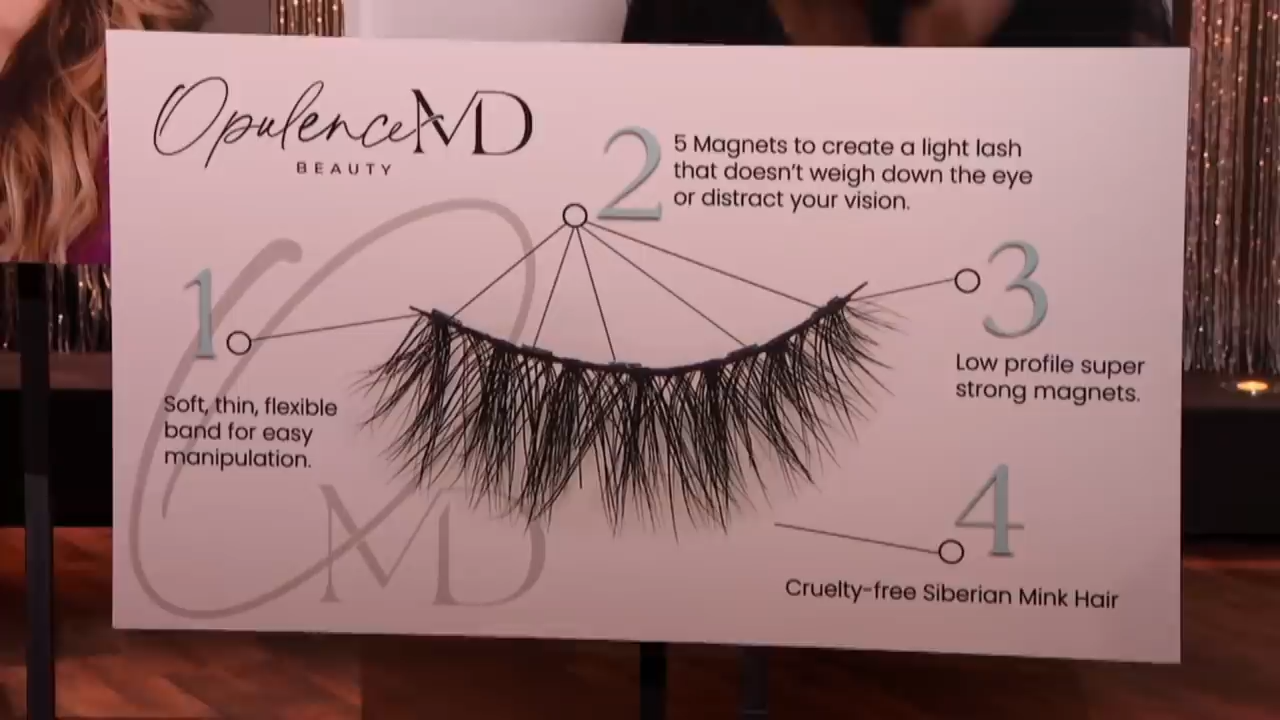 OpulenceMD
BEAUTY
2
5 Magnets to create a light lash
that doesn't weigh down the eye
or distract your vision.
1
Soft, thin, flexible
band for easy
manipulation.
3
Low profile super
strong magnets.
4
Cruelty-free Siberian Mink Hair
OMD